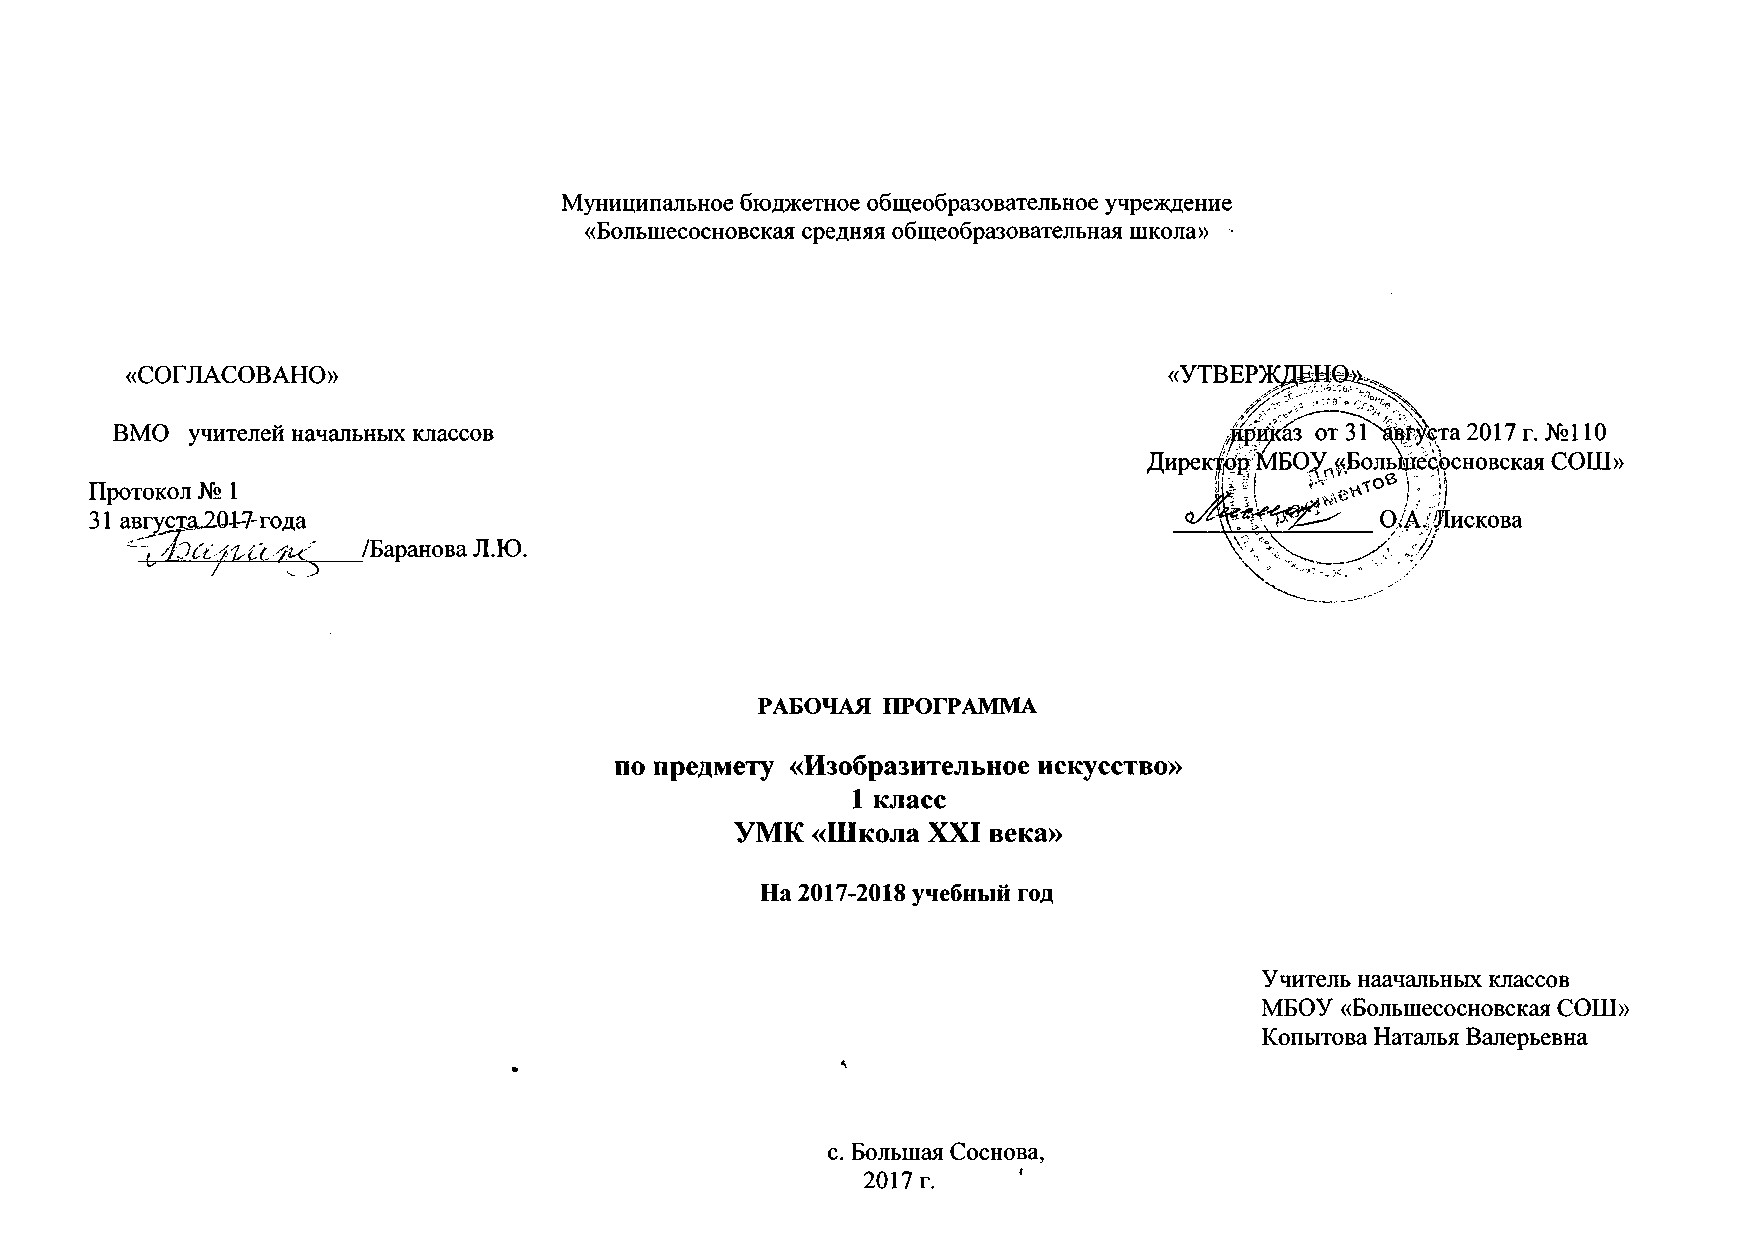 Муниципальное бюджетное общеобразовательное учреждение
«Большесосновская средняя общеобразовательная школа»
«СОГЛАСОВАНО»
ВМО учителей начальных классов
Протокол № 1
31 августа 2017 года
/Баранова Л.Ю.
«УТВЕРЖДЕНО»
приказ от 31 августа 2017 г. №110
Директор МБОУ «Большесосновская СОШ»
О.А. Лискова
Для
документов
РАБОЧАЯ ПРОГРАММА
по предмету «Изобразительное искусство»
1 класс
УМК «Школа XXI века»
На 2017-2018 учебный год
Учитель наачальных классов
МБОУ «Большесосновская СОШ»
Копытова Наталья Валерьевна
с. Большая Соснова,
2017 г.